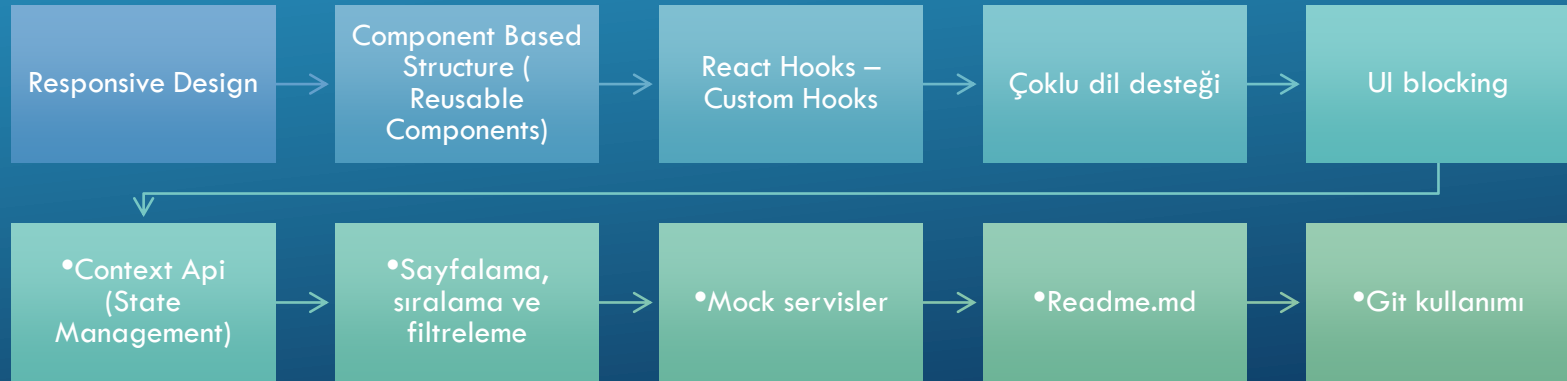 Responsive Design
Component Based
Structure (
Reusable
Components)
React Hooks –
Custom Hooks
Çoklu dil desteği
UI blocking
•Context Api
(State
Management)
•Sayfalama,
sıralama ve
filtreleme
•Mock servisler
•Readme.md
•Git kullanımı